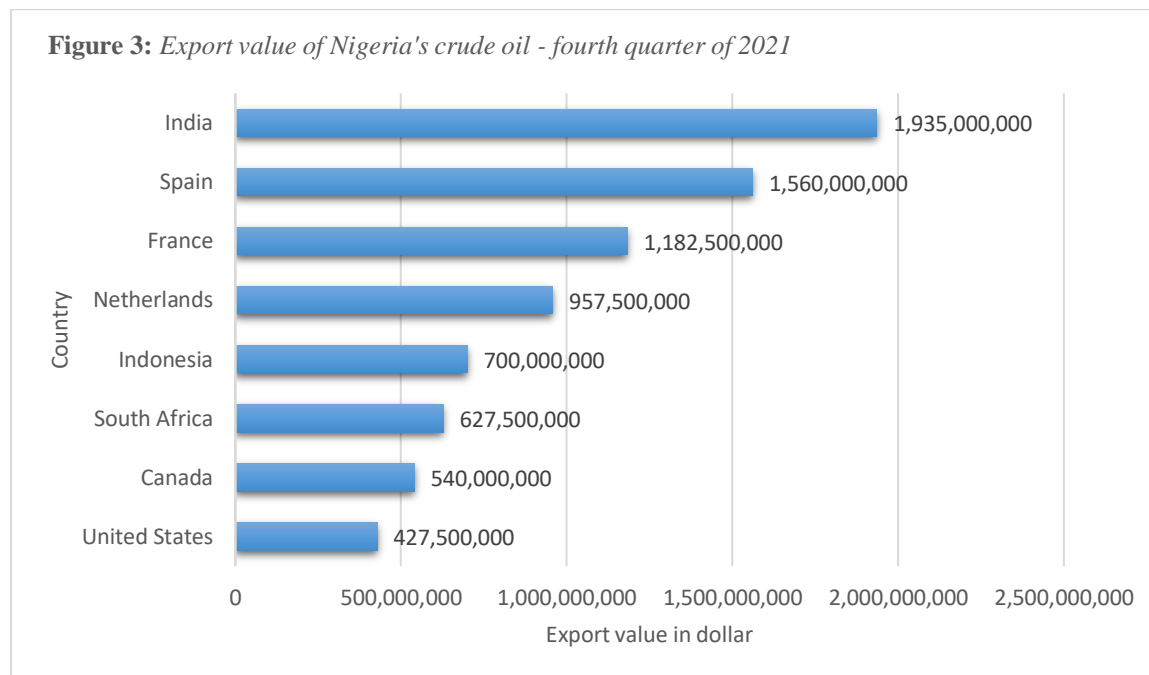 Figure 3: Export value of Nigeria's crude oil - fourth quarter of 2021
India
1,935,000,000
Spain
1,560,000,000
France
1,182,500,000
Netherlands
957,500,000
Indonesia
700,000,000
South Africa
627,500,000
Canada
540,000,000
United States
427,500,000
Country
0 500,000,000 1,000,000,000 1,500,000,000 2,000,000,000 2,500,000,000
Export value in dollar